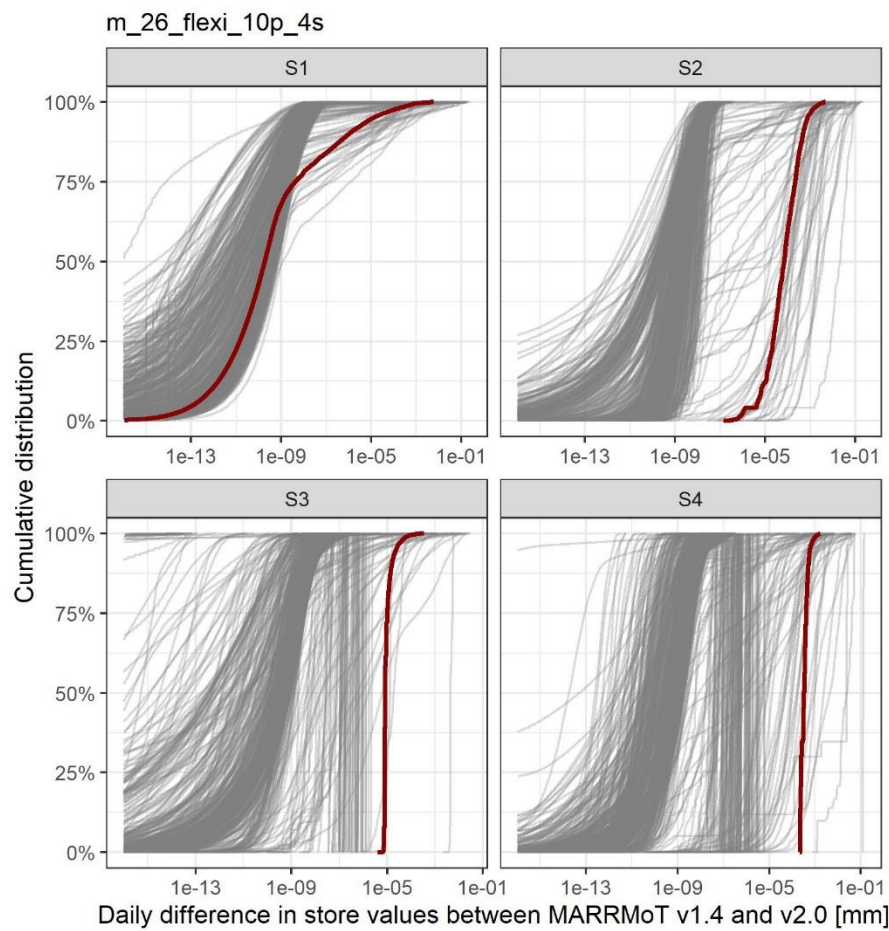 m_26_flexi_10p_4s
S1
S2
100%
75%
50%
25%
0%
1e-13
1e-09
1e-05
1e-01
1e-13
1e-09
1e-05
1e-01
S3
S4
100%
75%
50%
25%
0%
1e-13
1e-09
1e-05
1e-01
1e-13
1e-09
1e-05
1e-01
Cumulative distribution
Daily difference in store values between MARRMoT v1.4 and v2.0 [mm]